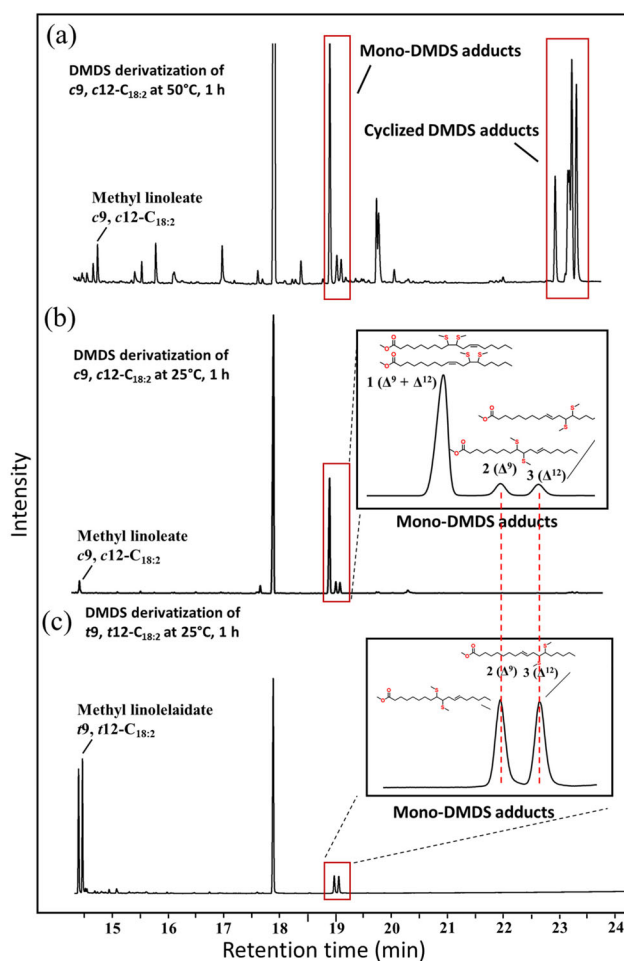 (a)
DMDS derivatization of
c9, c12-C18:2 at 50°C, 1 h
Mono-DMDS adducts
Cyclized DMDS adducts
Methyl linoleate
c9, c12-C18:2
(b)
DMDS derivatization of
c9, c12-C18:2 at 25°C, 1 h
1 (Δ9 + Δ12)
2 (Δ9)
3 (Δ12)
Mono-DMDS adducts
Methyl linoleate
c9, c12-C18:2
(c)
DMDS derivatization of
t9, t12-C18:2 at 25°C, 1 h
2 (Δ9)
3 (Δ12)
Mono-DMDS adducts
Methyl linolelaidate
t9, t12-C18:2
Intensity
15 16 17 18 19 20 21 22 23 24
Retention time (min)